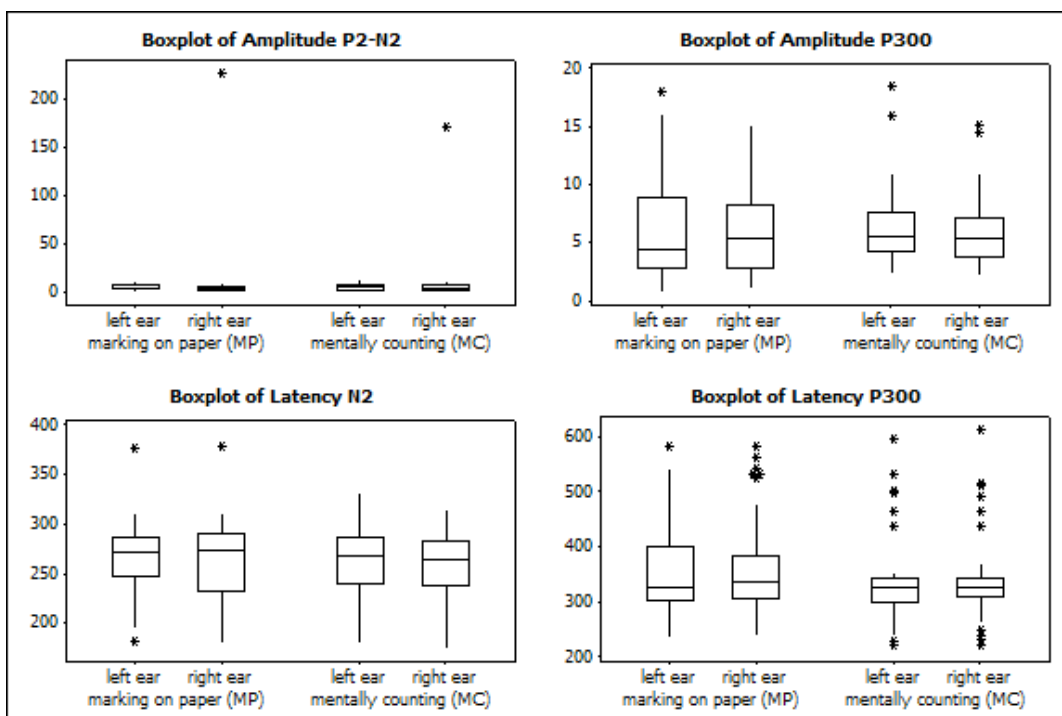 Boxplot of Amplitude P2-N2
200
150
100
50
0
left ear right ear left ear right ear
marking on paper (MP) mentally counting (MC)
Boxplot of Amplitude P300
20
15
10
5
0
left ear right ear left ear right ear
marking on paper (MP) mentally counting (MC)
Boxplot of Latency N2
400
350
300
250
200
left ear right ear left ear right ear
marking on paper (MP) mentally counting (MC)
Boxplot of Latency P300
600
500
400
300
200
left ear right ear left ear right ear
marking on paper (MP) mentally counting (MC)